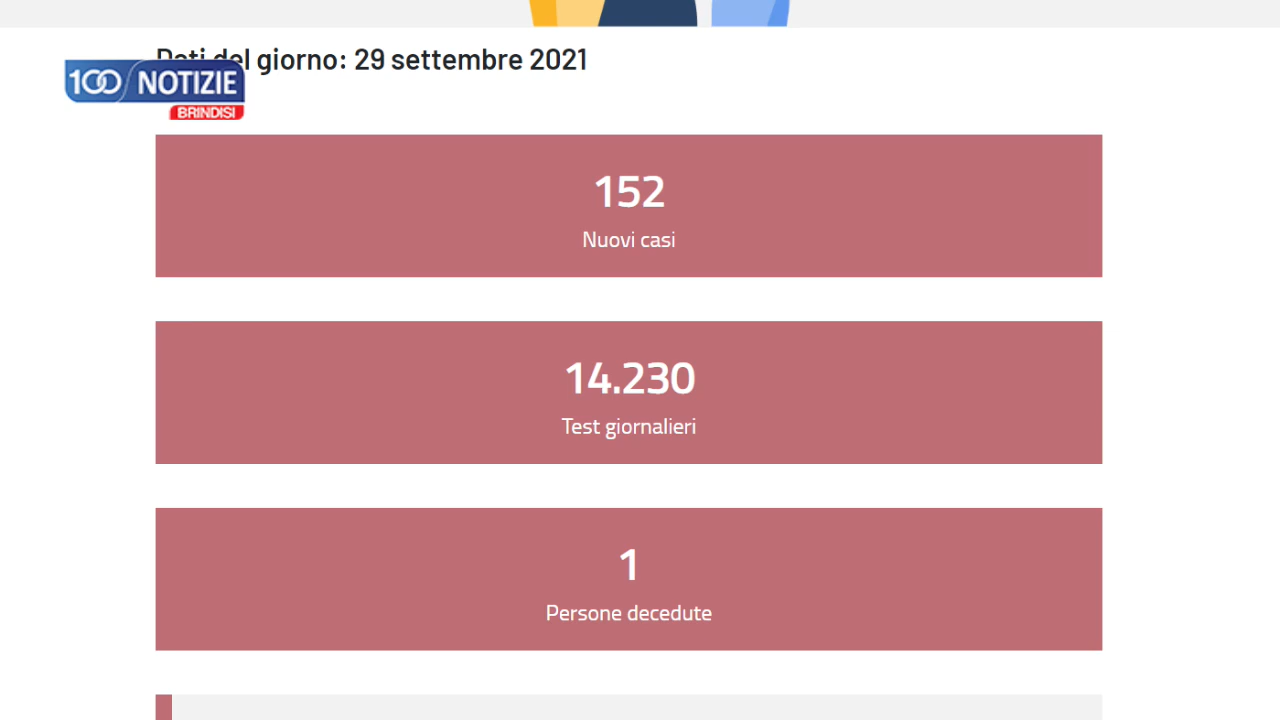 Dati del giorno: 29 settembre 2021
100 NOTIZIE
BRINDISI
152
Nuovi casi
14.230
Test giornalieri
1
Persone decedute